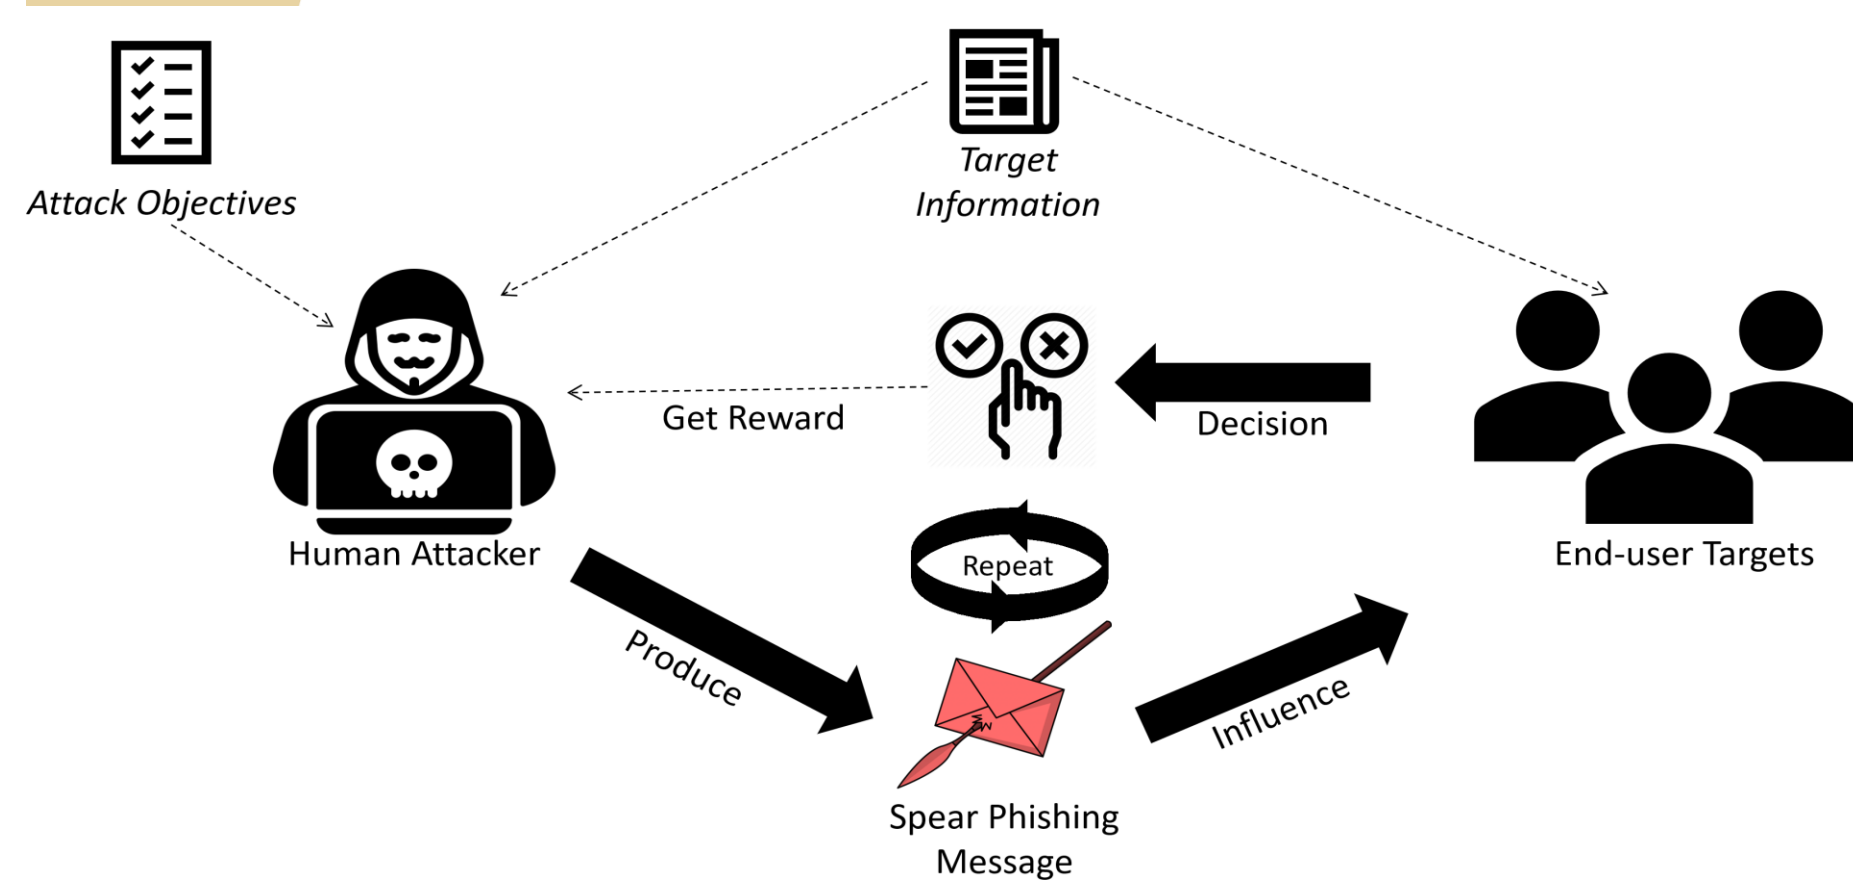 Target
Information
Attack Objectives
Get Reward
Decision
Human Attacker
Repeat
End-user Targets
Produce
Influence
Spear Phishing
Message